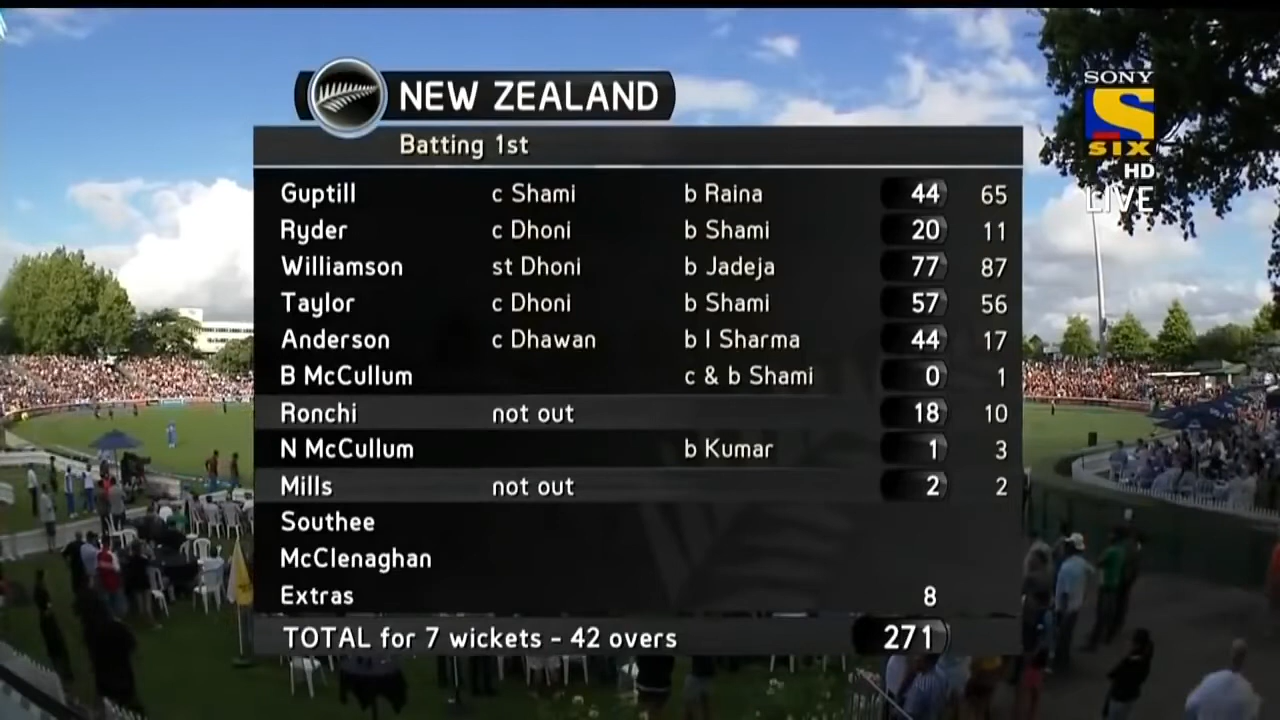 NEW ZEALAND
SONY
SIX
HD
LIVE
Batting 1st
Guptill c Shami b Raina 44 65
Ryder c Dhoni b Shami 20 11
Williamson st Dhoni b Jadeja 77 87
Taylor c Dhoni b Shami 57 56
Anderson c Dhawan b I Sharma 44 17
B McCullum c & b Shami 0 1
Ronchi not out 18 10
N McCullum b Kumar 1 3
Mills not out 2 2
Southee
McClenaghan
Extras 8
TOTAL for 7 wickets - 42 overs 271